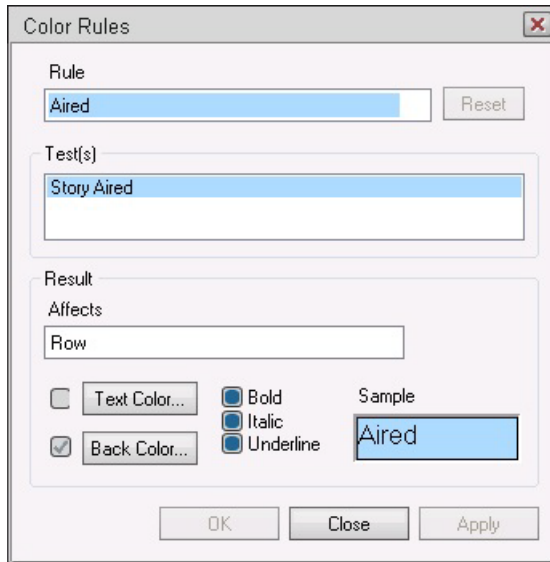 Color Rules
Rule
Aired
Reset
Test(s)
Story Aired
Result
Affects
Row
Text Color...
Bold
Italic
Underline
Sample
Back Color...
Aired
OK
Close
Apply